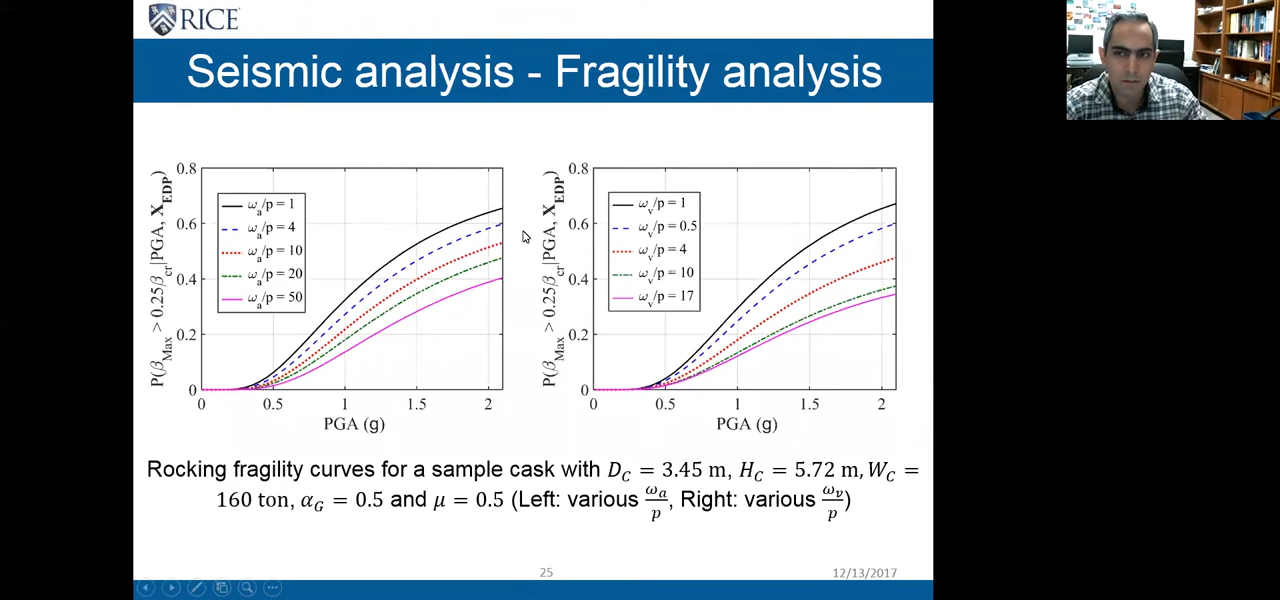 RICE
Seismic analysis - Fragility analysis
P(β_Max > 0.25β_cr|PGA, X_EDP)
0.8
0.6
0.4
0.2
0
ω_a/p = 1
ω_a/p = 4
ω_a/p = 10
ω_a/p = 20
ω_a/p = 50
0 0.5 1 1.5 2
PGA (g)
P(β_Max > 0.25β_cr|PGA, X_EDP)
0.8
0.6
0.4
0.2
0
ω_v/p = 1
ω_v/p = 0.5
ω_v/p = 4
ω_v/p = 10
ω_v/p = 17
0 0.5 1 1.5 2
PGA (g)
Rocking fragility curves for a sample cask with D_C = 3.45 m, H_C = 5.72 m, W_C =
160 ton, α_G = 0.5 and μ = 0.5 (Left: various ω_a/p, Right: various ω_v/p)
25
12/13/2017